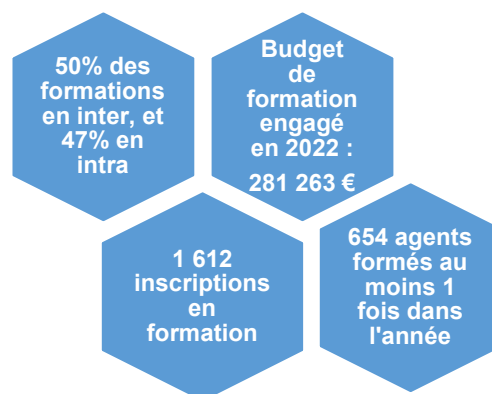 50% des
formations
en inter, et
47% en
intra
Budget
de
formation
engagé
en 2022 :
281 263 €
1 612
inscriptions
en
formation
654 agents
formés au
moins 1
fois dans
l'année